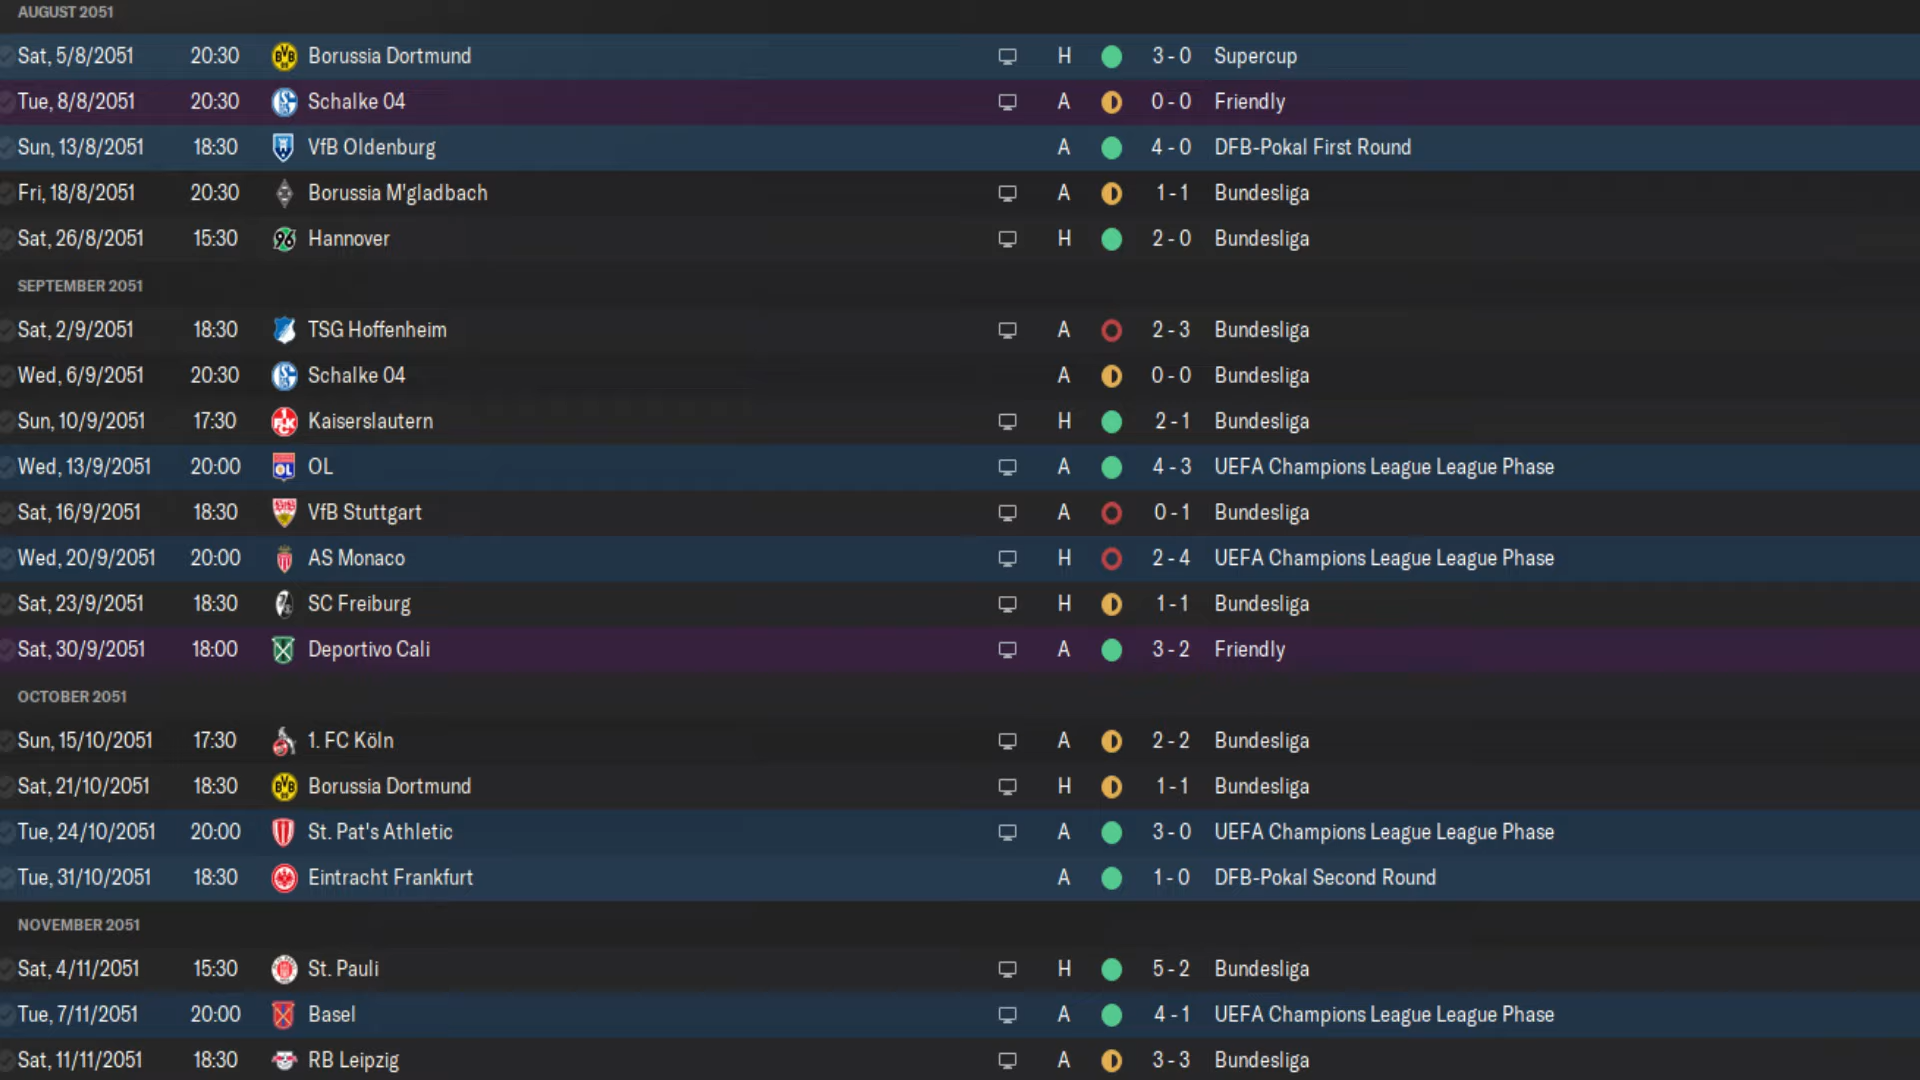 AUGUST 2051
Sat, 5/8/2051 20:30 Borussia Dortmund H 3 - 0 Supercup
Tue, 8/8/2051 20:30 Schalke 04 A 0 - 0 Friendly
Sun, 13/8/2051 18:30 VfB Oldenburg A 4 - 0 DFB-Pokal First Round
Fri, 18/8/2051 20:30 Borussia M'gladbach A 1 - 1 Bundesliga
Sat, 26/8/2051 15:30 Hannover H 2 - 0 Bundesliga
SEPTEMBER 2051
Sat, 2/9/2051 18:30 TSG Hoffenheim A 2 - 3 Bundesliga
Wed, 6/9/2051 20:30 Schalke 04 A 0 - 0 Bundesliga
Sun, 10/9/2051 17:30 Kaiserslautern H 2 - 1 Bundesliga
Wed, 13/9/2051 20:00 OL A 4 - 3 UEFA Champions League League Phase
Sat, 16/9/2051 18:30 VfB Stuttgart A 0 - 1 Bundesliga
Wed, 20/9/2051 20:00 AS Monaco H 2 - 4 UEFA Champions League League Phase
Sat, 23/9/2051 18:30 SC Freiburg H 1 - 1 Bundesliga
Sat, 30/9/2051 18:00 Deportivo Cali A 3 - 2 Friendly
OCTOBER 2051
Sun, 15/10/2051 17:30 1. FC Köln A 2 - 2 Bundesliga
Sat, 21/10/2051 18:30 Borussia Dortmund H 1 - 1 Bundesliga
Tue, 24/10/2051 20:00 St. Pat's Athletic A 3 - 0 UEFA Champions League League Phase
Tue, 31/10/2051 18:30 Eintracht Frankfurt A 1 - 0 DFB-Pokal Second Round
NOVEMBER 2051
Sat, 4/11/2051 15:30 St. Pauli H 5 - 2 Bundesliga
Tue, 7/11/2051 20:00 Basel A 4 - 1 UEFA Champions League League Phase
Sat, 11/11/2051 18:30 RB Leipzig A 3 - 3 Bundesliga